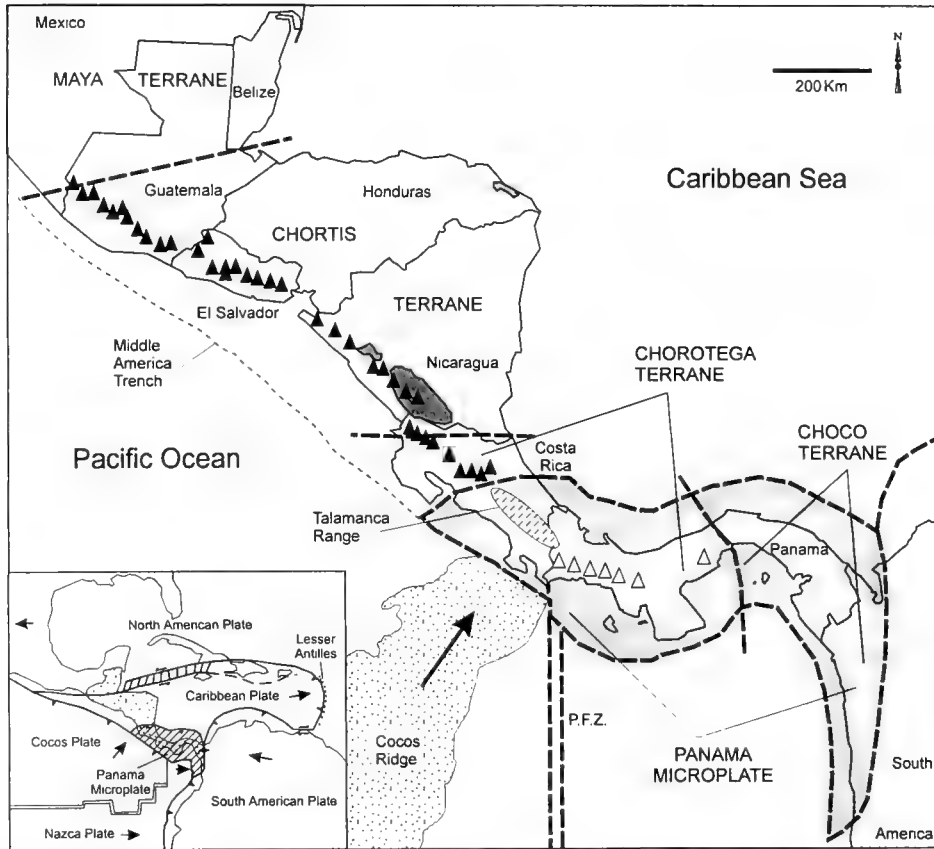 Mexico
MAYA TERRANE
Belize
N
200 Km
Guatemala
Honduras
Caribbean Sea
CHORTIS
TERRANE
El Salvador
Middle
America
Trench
Nicaragua
CHOROTEGA
TERRANE
Pacific Ocean
Costa
Rica
CHOCO
TERRANE
Talamanca
Range
Panama
P.F.Z.
Cocos
Ridge
PANAMA
MICROPLATE
South
America
North American Plate
Lesser
Antilles
Caribbean Plate
Cocos Plate
Panama
Microplate
South American Plate
Nazca Plate